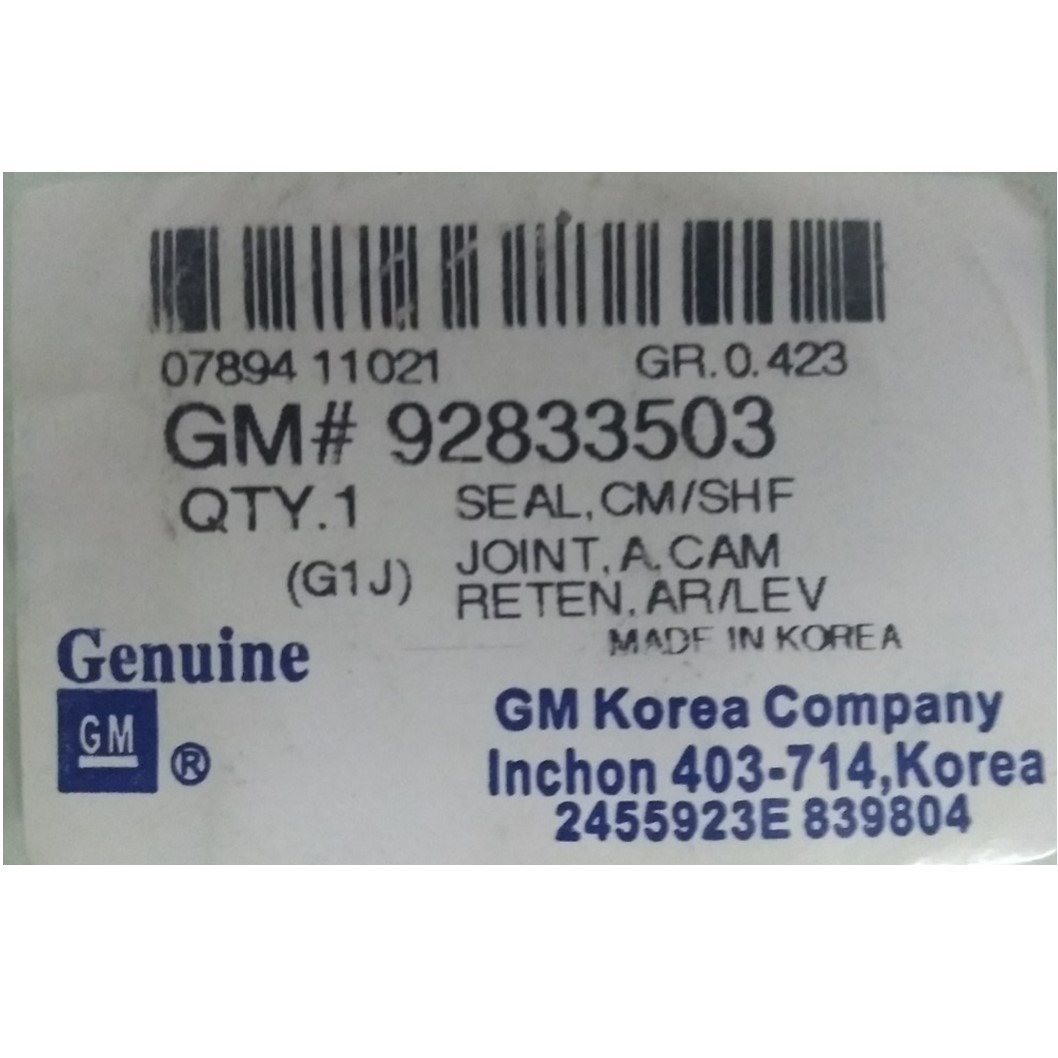 07894 11021 GR. 0.423
GM# 92833503
QTY.1 SEAL,CM/SHF
(G1J) JOINT, A, CAM
RETEN, AR/LEV
MADE IN KOREA
Genuine
GM ®
GM Korea Company
Inchon 403-714,Korea
2455923E 839804